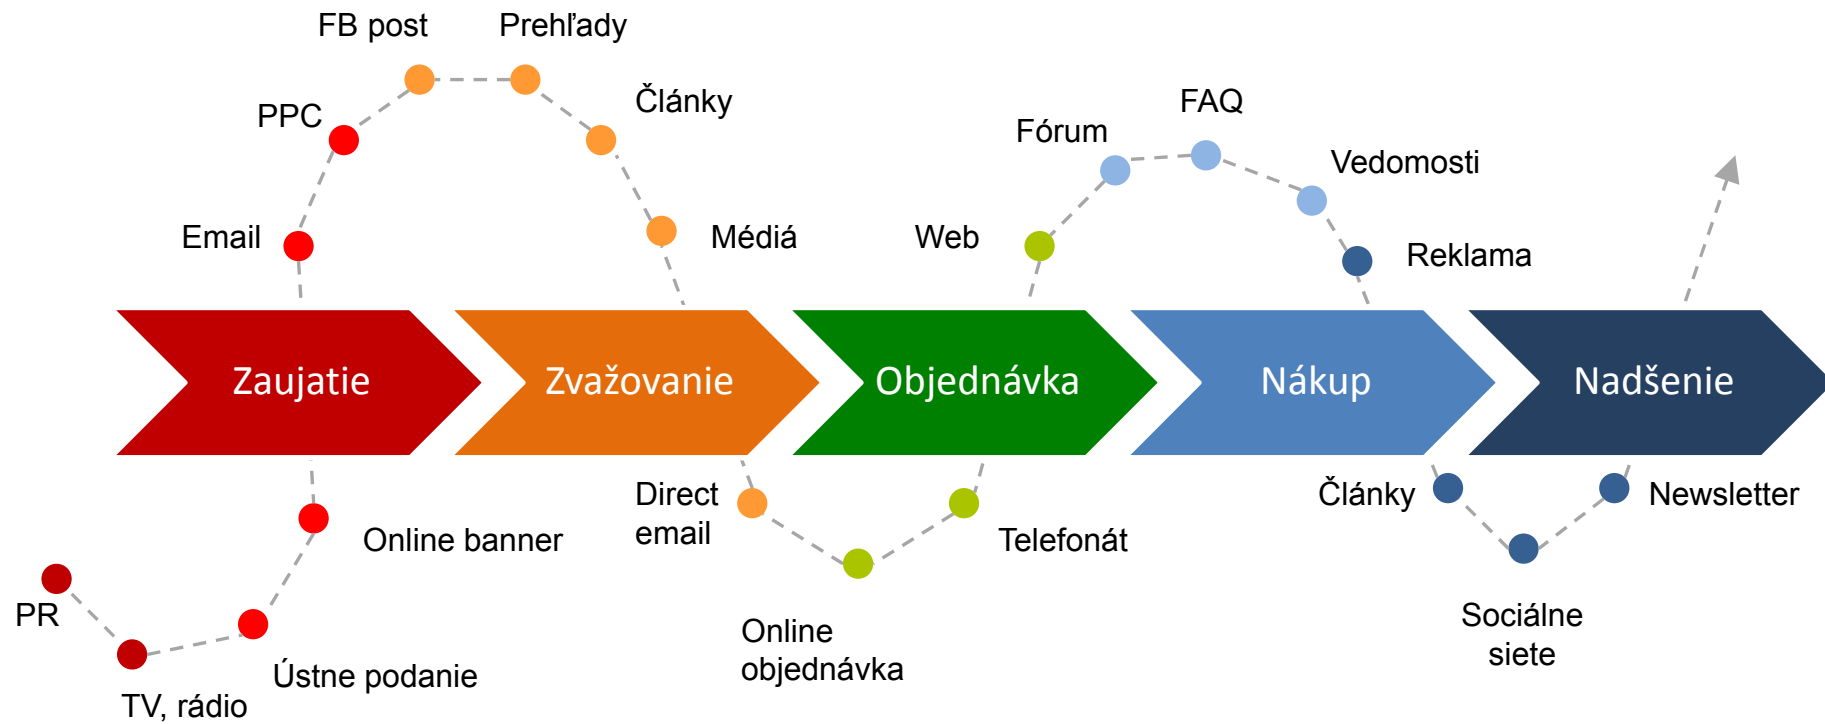 FB post
Prehľady
PPC
Články
FAQ
Fórum
Vedomosti
Email
Médiá
Web
Reklama
Zaujatie
Zvažovanie
Objednávka
Nákup
Nadšenie
Direct
email
Články
Newsletter
Online banner
Telefonát
PR
Online
objednávka
Sociálne
siete
Ústne podanie
TV, rádio